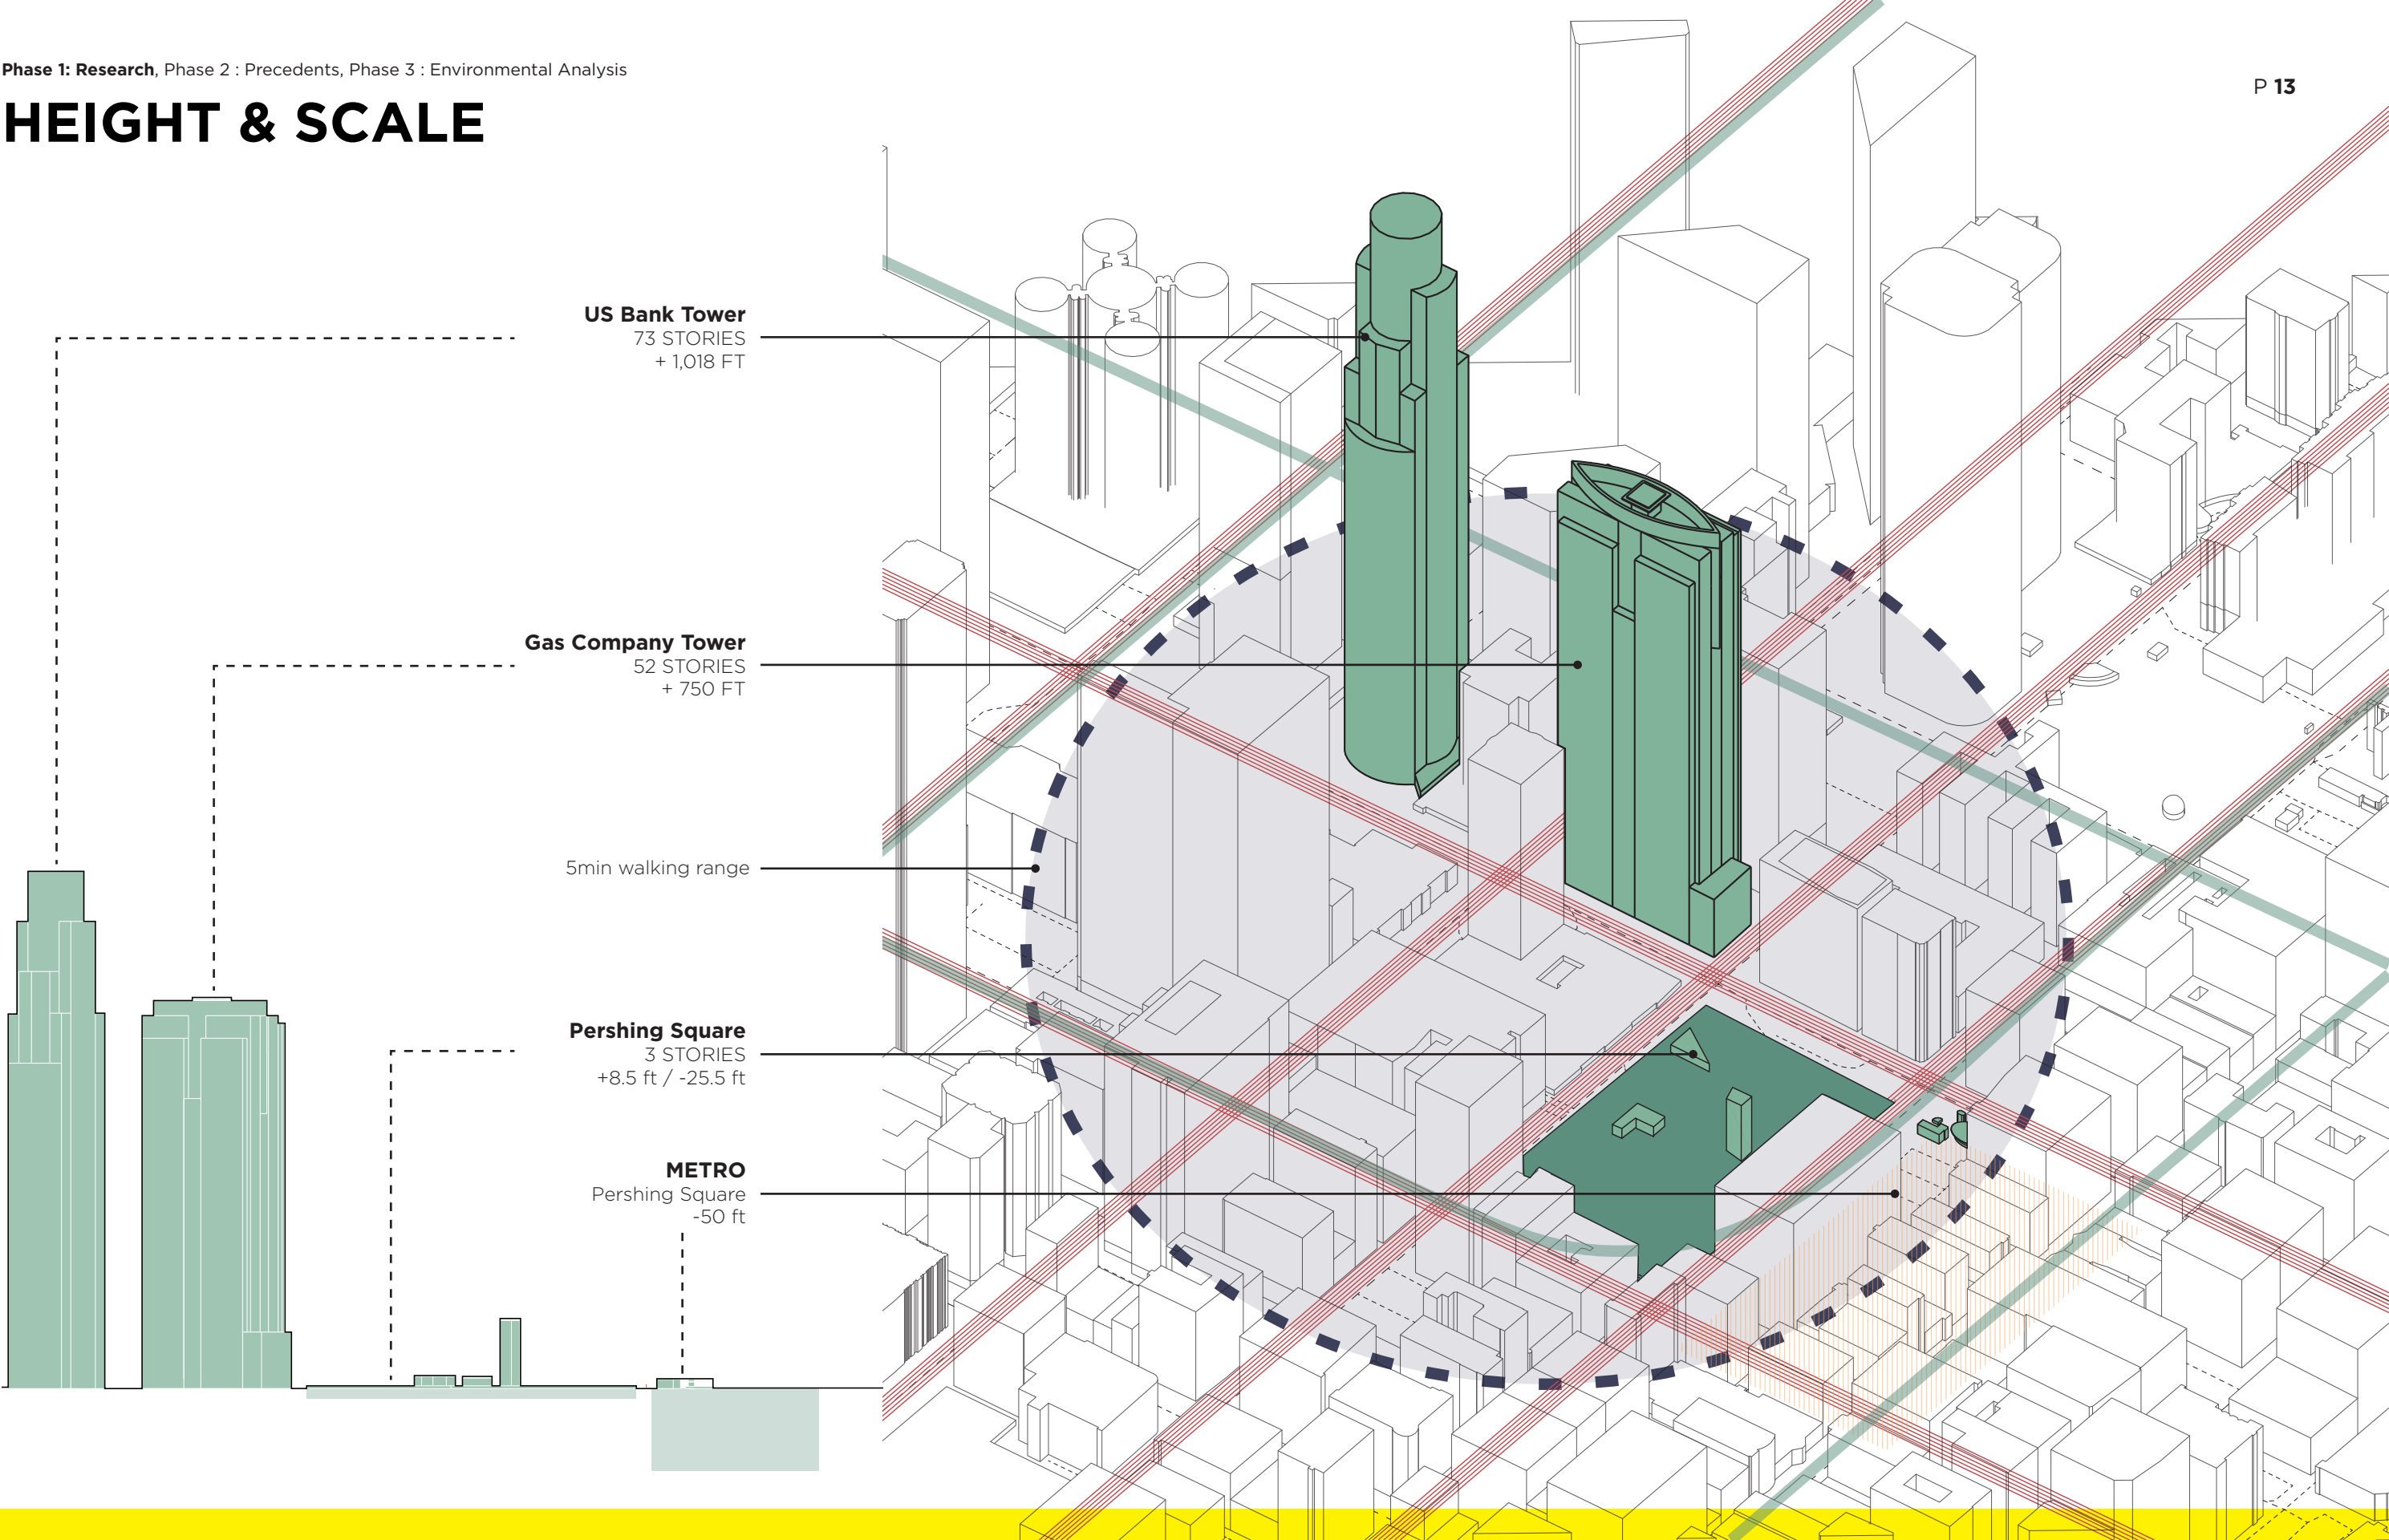 Phase 1: Research, Phase 2 : Precedents, Phase 3 : Environmental Analysis
HEIGHT & SCALE
P 13
US Bank Tower
73 STORIES
+ 1,018 FT
Gas Company Tower
52 STORIES
+ 750 FT
5min walking range
Pershing Square
3 STORIES
+8.5 ft / -25.5 ft
METRO
Pershing Square
-50 ft